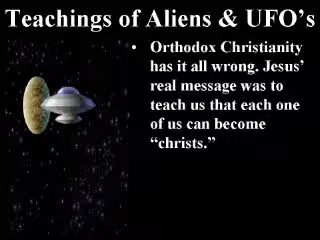 Teachings of Aliens & UFO’s
• Orthodox Christianity
has it all wrong. Jesus’
real message was to
teach us that each one
of us can become
“christs.”